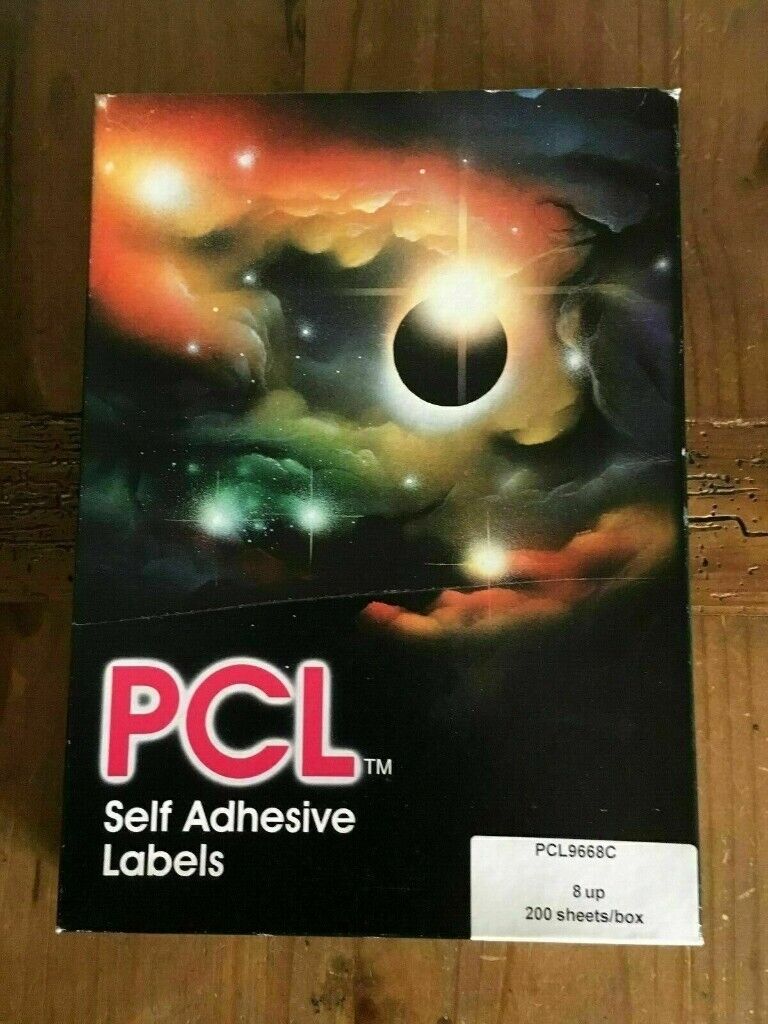 PCL™
Self Adhesive
Labels
PCL9668C
8 up
200 sheets/box